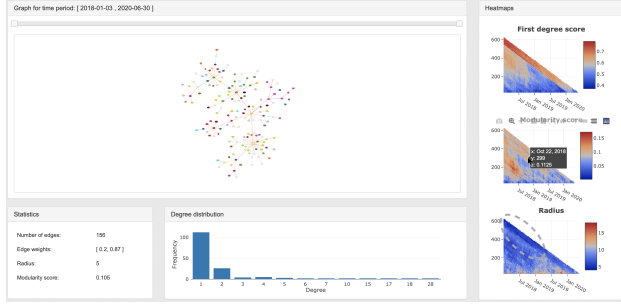 Graph for time period: [ 2018-01-03 , 2020-06-30 ]
Heatmaps
First degree score
600
400
200
0.7
0.6
0.5
0.4
Jul 2018
Jan 2019
Jul 2019
Jan 2020
Modularity score
600
400
200
x: Oct 22, 2018
y: 299
z: 0.1125
0.15
0.1
0.05
Jul 2018
Jan 2019
Jul 2019
Jan 2020
Radius
600
400
200
15
10
5
Jul 2018
Jan 2019
Jul 2019
Jan 2020
Statistics
Number of edges: 156
Edge weights: [ 0.2, 0.87 ]
Radius: 5
Modularity score: 0.105
Degree distribution
Frequency
100
50
0
1 2 3 4 5 6 7 10 15 17 18 28
Degree